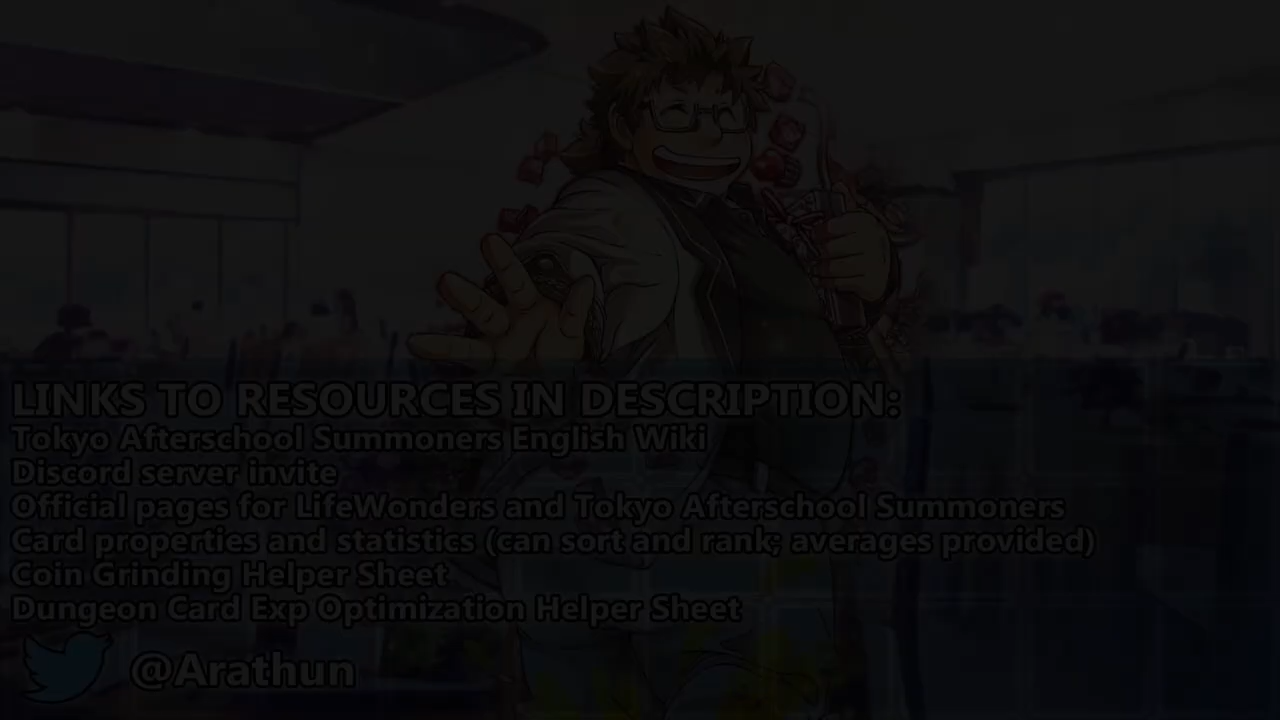 LINKS TO RESOURCES IN DESCRIPTION:
Tokyo Afterschool Summoners English Wiki
Discord server invite
Official pages for LifeWonders and Tokyo Afterschool Summoners
Card properties and statistics (can sort and rank; averages provided)
Coin Grinding Helper Sheet
Dungeon Card Exp Optimization Helper Sheet
@Arathun